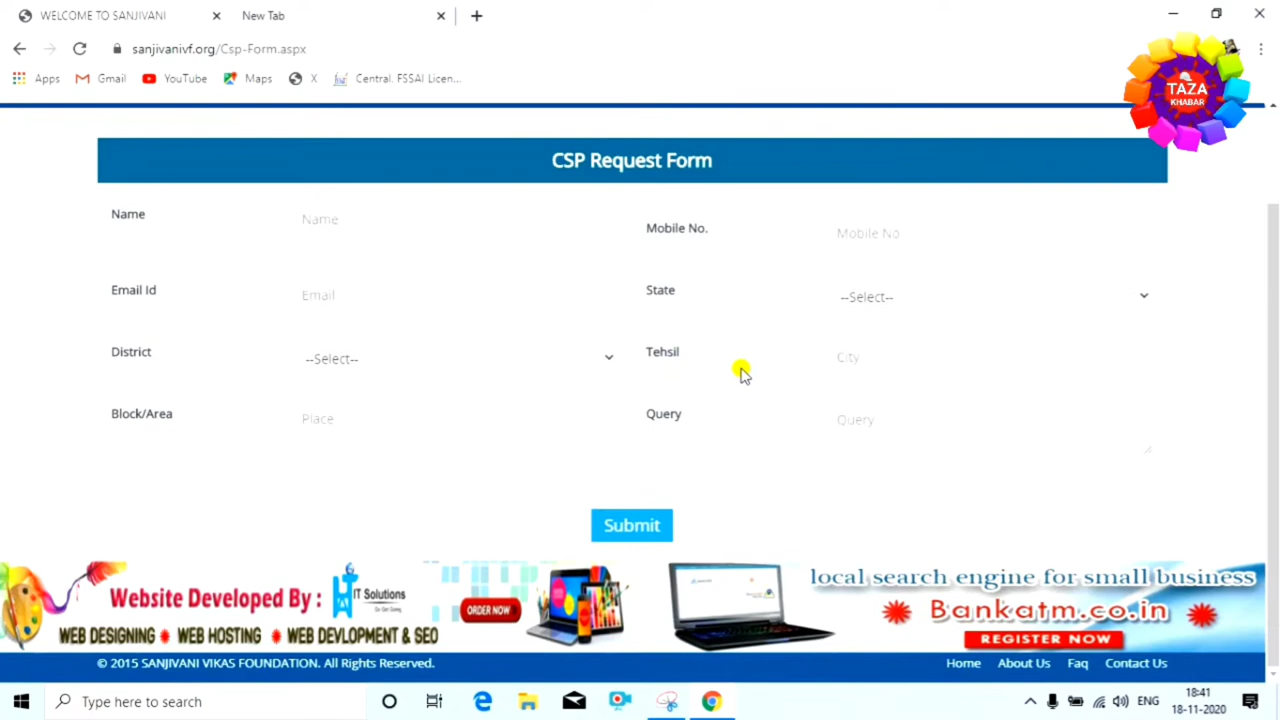 WELCOME TO SANJIVANI
New Tab
sanjivanivf.org/Csp-Form.aspx
Apps
Gmail
YouTube
Maps
X
Central. FSSAI Licen...
TAZA
KHABAR
CSP Request Form
Name
Name
Mobile No.
Mobile No
Email Id
Email
State
--Select--
District
--Select--
Tehsil
City
Block/Area
Place
Query
Query
Submit
Website Developed By :
IT Solutions
ORDER NOW
WEB DESIGNING ✹ WEB HOSTING ✹ WEB DEVLOPMENT & SEO
local search engine for small business
Bankatm.co.in
REGISTER NOW
© 2015 SANJIVANI VIKAS FOUNDATION. All Rights Reserved.
Home
About Us
Faq
Contact Us
Type here to search
ENG
18:41
18-11-2020